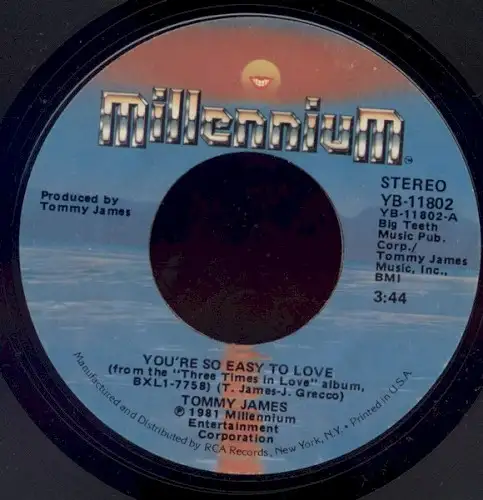 millenniuM
TM
Produced by
Tommy James
STEREO
YB-11802
YB-11802-A
Big Teeth
Music Pub.
Corp./
Tommy James
Music, Inc.,
BMI
3:44
YOU'RE SO EASY TO LOVE
(from the "Three Times in Love" album,
BXL1-7758) (T. James-J. Grecco)
TOMMY JAMES
℗ 1981 Millennium
Entertainment
Corporation
Manufactured and Distributed by RCA Records, New York, N.Y. • Printed in U.S.A.